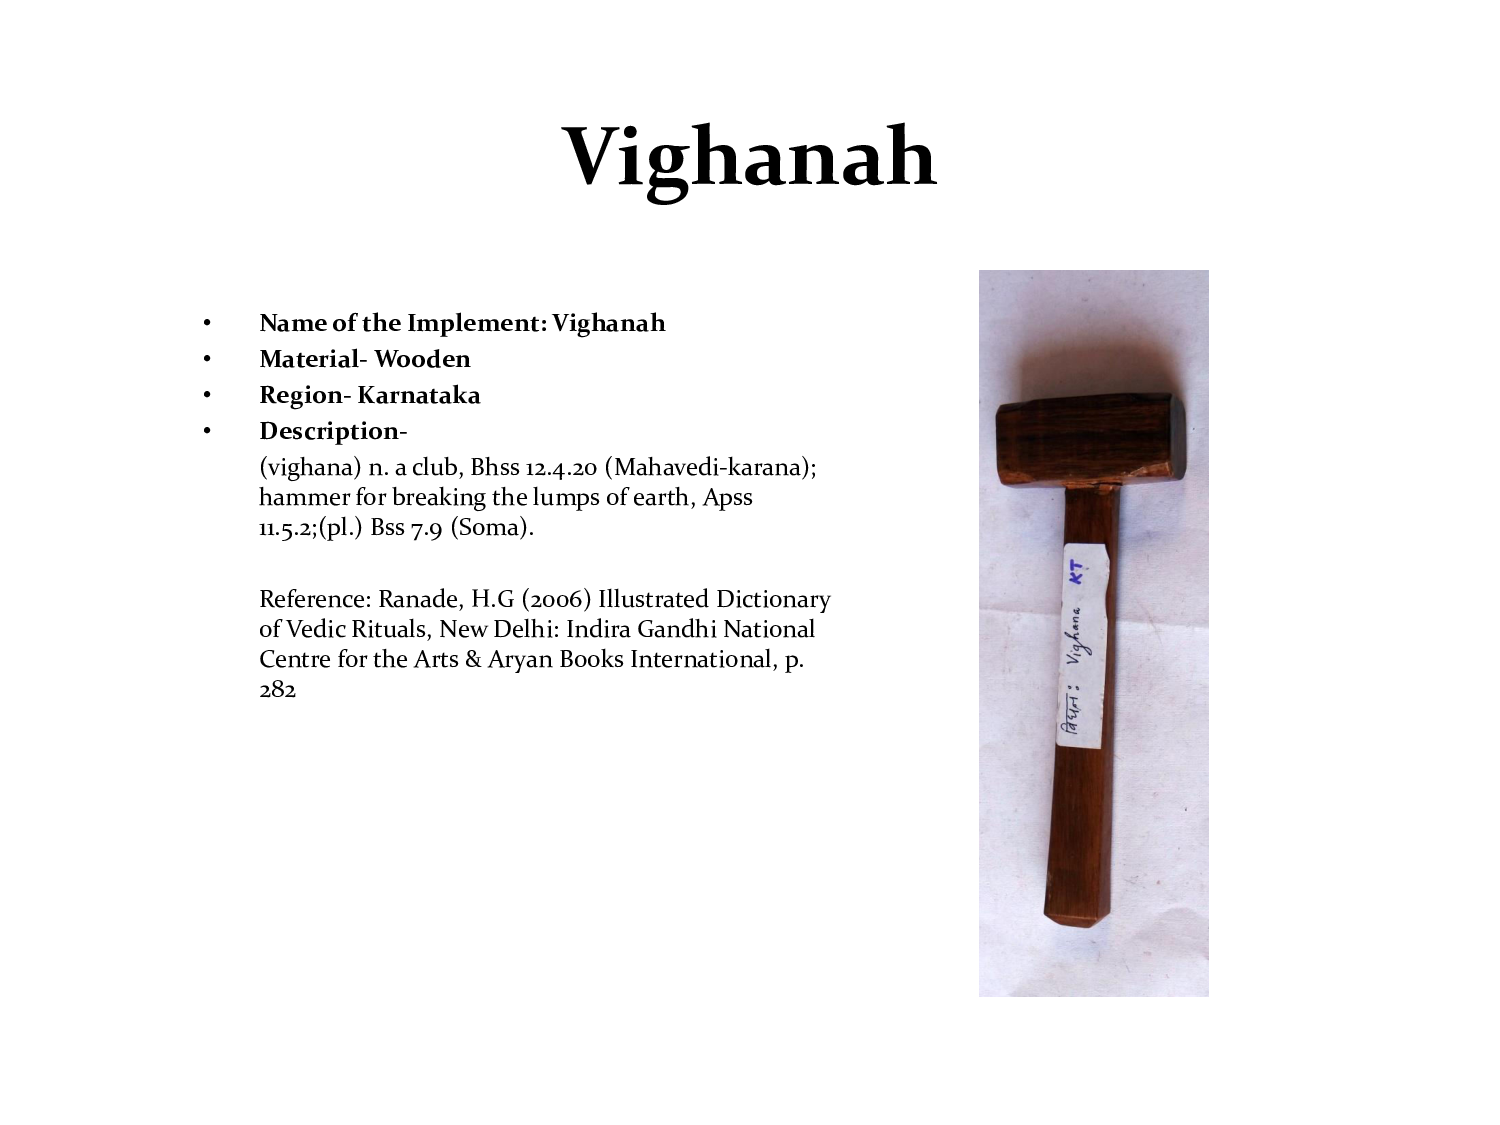 Vighanah
• Name of the Implement: Vighanah
• Material- Wooden
• Region- Karnataka
• Description-
(vighana) n. a club, Bhss 12.4.20 (Mahavedi-karana);
hammer for breaking the lumps of earth, Apss
11.5.2;(pl.) Bss 7.9 (Soma).
Reference: Ranade, H.G (2006) Illustrated Dictionary
of Vedic Rituals, New Delhi: Indira Gandhi National
Centre for the Arts & Aryan Books International, p.
282
विघन: Vighana KT